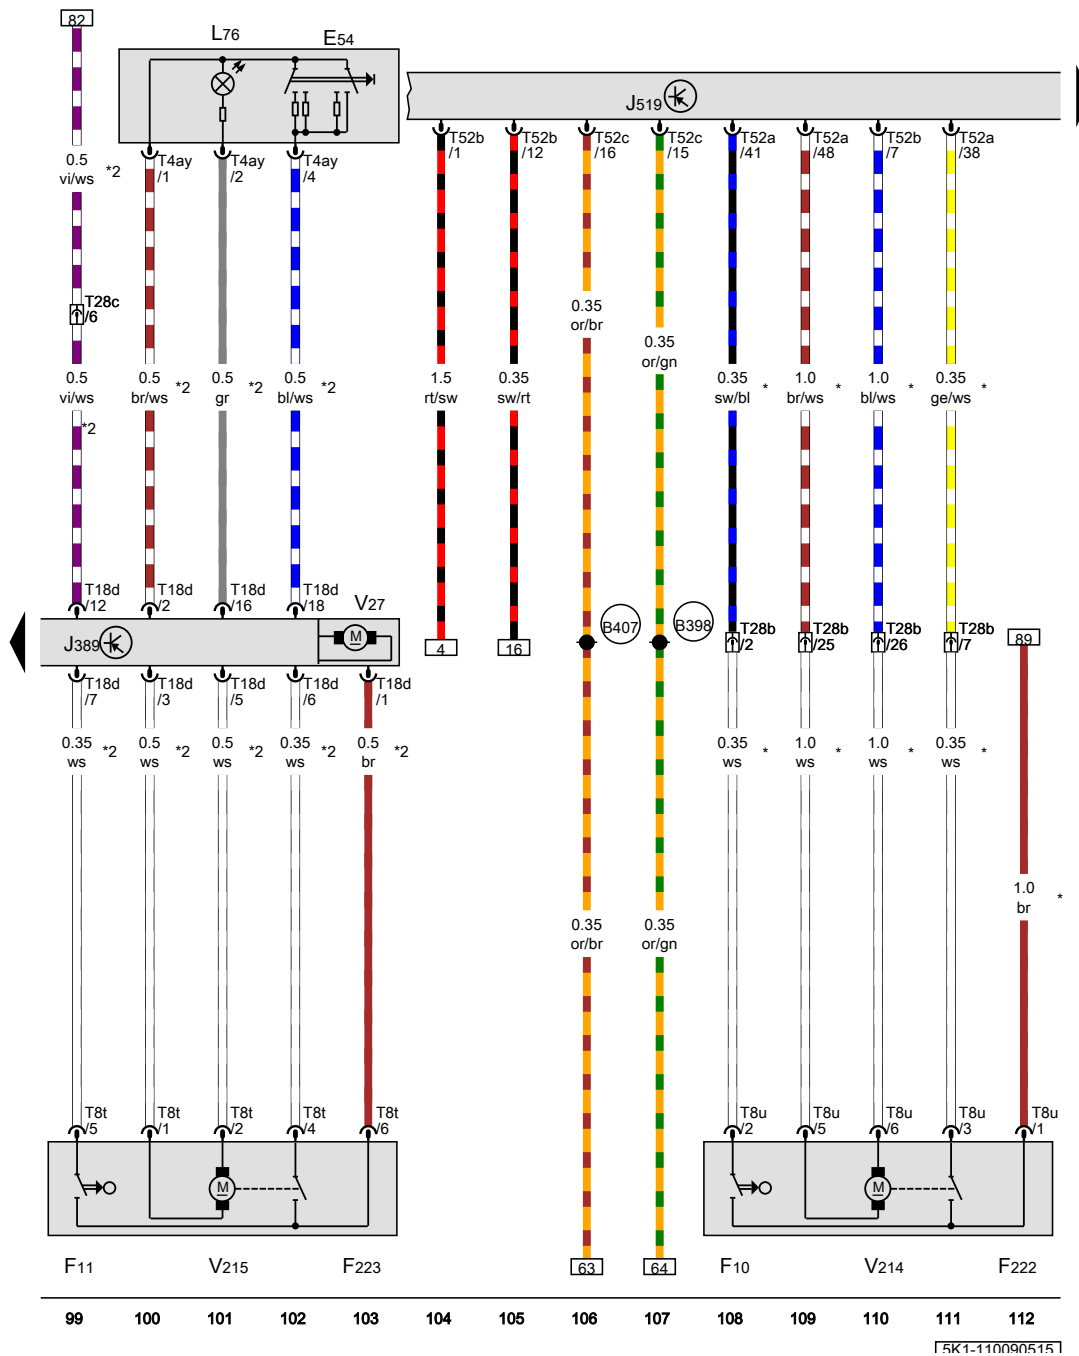 82
L76
E54
J519
T52b /1
T52b /12
T52c /16
T52c /15
T52a /41
T52a /48
T52b /7
T52a /38
T4ay /1
T4ay /2
T4ay /4
0.5 vi/ws *2
T28c /6
0.35 or/br
0.35 or/gn
0.5 vi/ws *2
0.5 br/ws *2
0.5 gr *2
0.5 bl/ws *2
1.5 rt/sw
0.35 sw/rt
0.35 sw/bl *
1.0 br/ws *
1.0 bl/ws *
0.35 ge/ws *
T18d /12
T18d /2
T18d /16
T18d /18
V27
J389
M
4
16
B407
B398
T28b /2
T28b /25
T28b /26
T28b /7
89
T18d /7
T18d /3
T18d /5
T18d /6
T18d /1
0.35 ws *2
0.5 ws *2
0.5 ws *2
0.35 ws *2
0.5 br *2
0.35 ws *
1.0 ws *
1.0 ws *
0.35 ws *
1.0 br *
0.35 or/br
0.35 or/gn
T8t /5
T8t /1
T8t /2
T8t /4
T8t /6
T8u /2
T8u /5
T8u /6
T8u /3
T8u /1
M
M
F11
V215
F223
63
64
F10
V214
F222
99 100 101 102 103 104 105 106 107 108 109 110 111 112
5K1-110090515